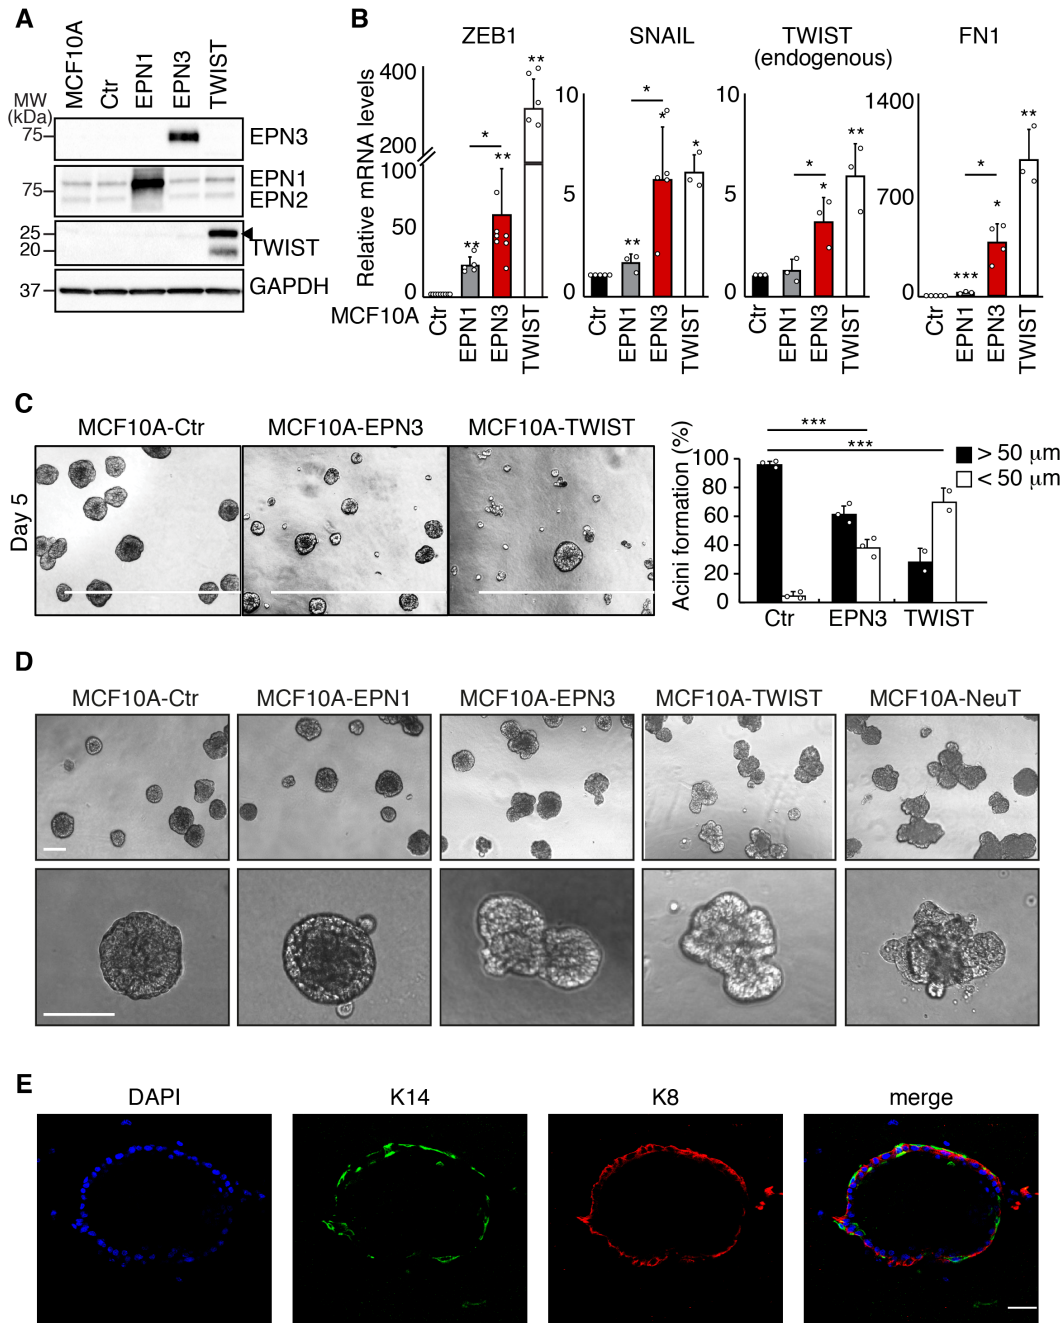 A
MCF10A
Ctr
EPN1
EPN3
TWIST
MW
(kDa)
75
EPN3
75
EPN1
EPN2
25
20
TWIST
37
GAPDH
B
ZEB1
SNAIL
TWIST
(endogenous)
FN1
Relative mRNA levels
400
200
100
50
0
**
*
**
**
10
5
0
**
*
*
*
10
5
0
*
*
**
1400
700
0
***
*
*
**
MCF10A
Ctr
EPN1
EPN3
TWIST
Ctr
EPN1
EPN3
TWIST
Ctr
EPN1
EPN3
TWIST
Ctr
EPN1
EPN3
TWIST
C
MCF10A-Ctr
MCF10A-EPN3
MCF10A-TWIST
Day 5
Acini formation (%)
100
80
60
40
20
0
***
***
> 50 μm
< 50 μm
Ctr
EPN3
TWIST
D
MCF10A-Ctr
MCF10A-EPN1
MCF10A-EPN3
MCF10A-TWIST
MCF10A-NeuT
E
DAPI
K14
K8
merge